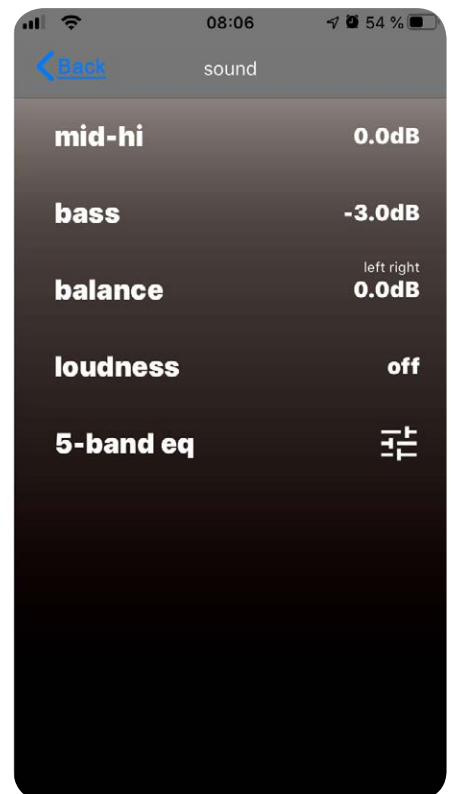 08:06 54 %
Back sound
mid-hi 0.0dB
bass -3.0dB
left right
balance 0.0dB
loudness off
5-band eq